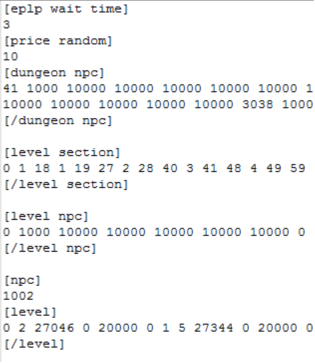 [eplp wait time]
3
[price random]
10
[dungeon npc]
41 1000 10000 10000 10000 10000 10000 1
10000 10000 10000 10000 10000 3038 1000
[/dungeon npc]
[level section]
0 1 18 1 19 27 2 28 40 3 41 48 4 49 59
[/level section]
[level npc]
0 1000 10000 10000 10000 10000 10000 0
[/level npc]
[npc]
1002
[level]
0 2 27046 0 20000 0 1 5 27344 0 20000 0
[/level]